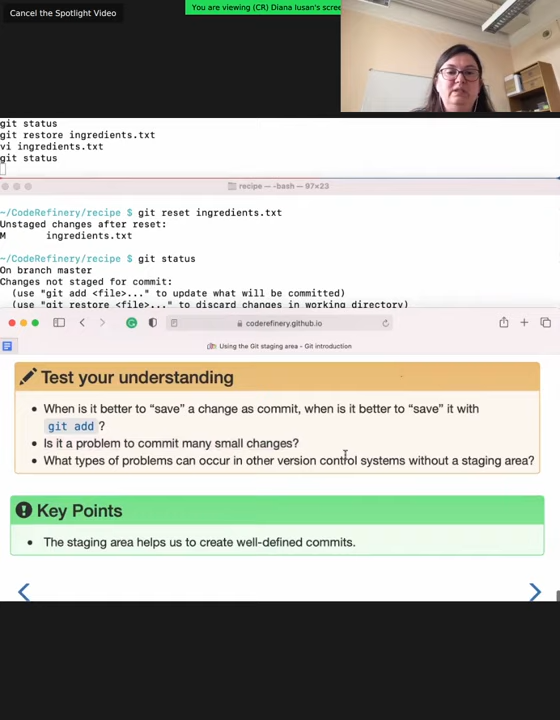 Cancel the Spotlight Video
You are viewing (CR) Diana Iusan's scree
git status
git restore ingredients.txt
vi ingredients.txt
git status
recipe — -bash — 97×23
~/CodeRefinery/recipe $ git reset ingredients.txt
Unstaged changes after reset:
M ingredients.txt
~/CodeRefinery/recipe $ git status
On branch master
Changes not staged for commit:
(use "git add <file>..." to update what will be committed)
(use "git restore <file>..." to discard changes in working directory)
coderefinery.github.io
Using the Git staging area - Git introduction
Test your understanding
• When is it better to “save” a change as commit, when is it better to “save” it with
git add ?
• Is it a problem to commit many small changes?
• What types of problems can occur in other version control systems without a staging area?
Key Points
• The staging area helps us to create well-defined commits.